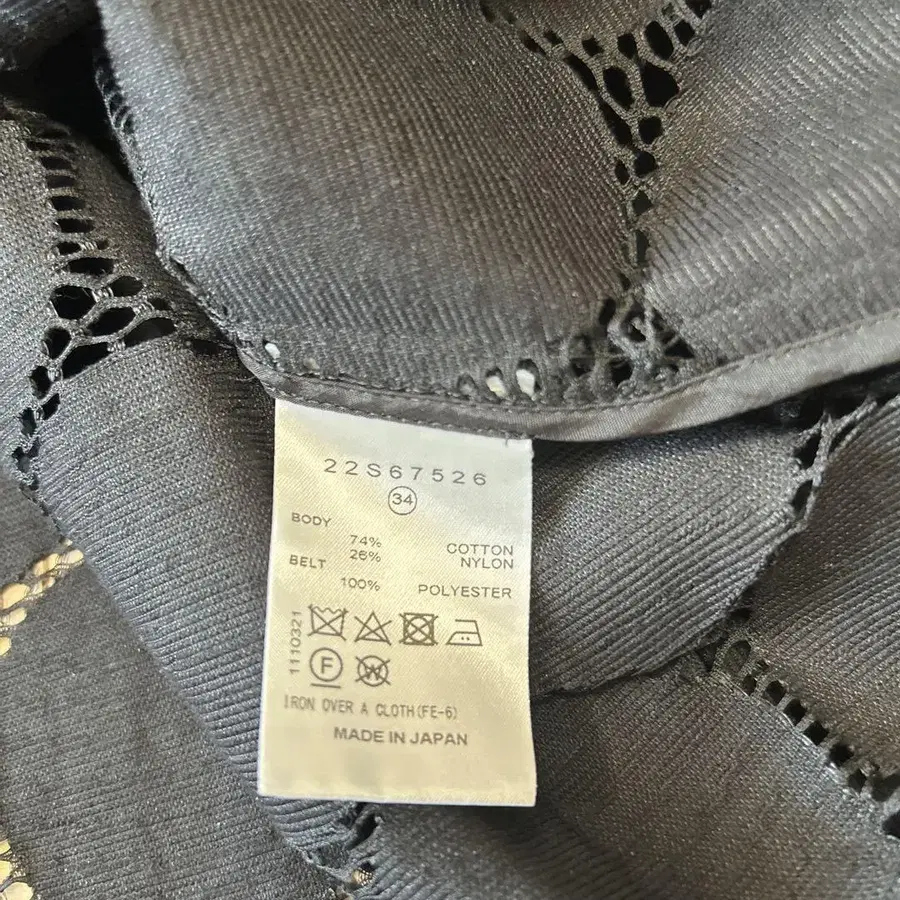 22S67526
34
BODY
74% COTTON
26% NYLON
BELT
100% POLYESTER
1110321
F
W
IRON OVER A CLOTH(FE-6)
MADE IN JAPAN